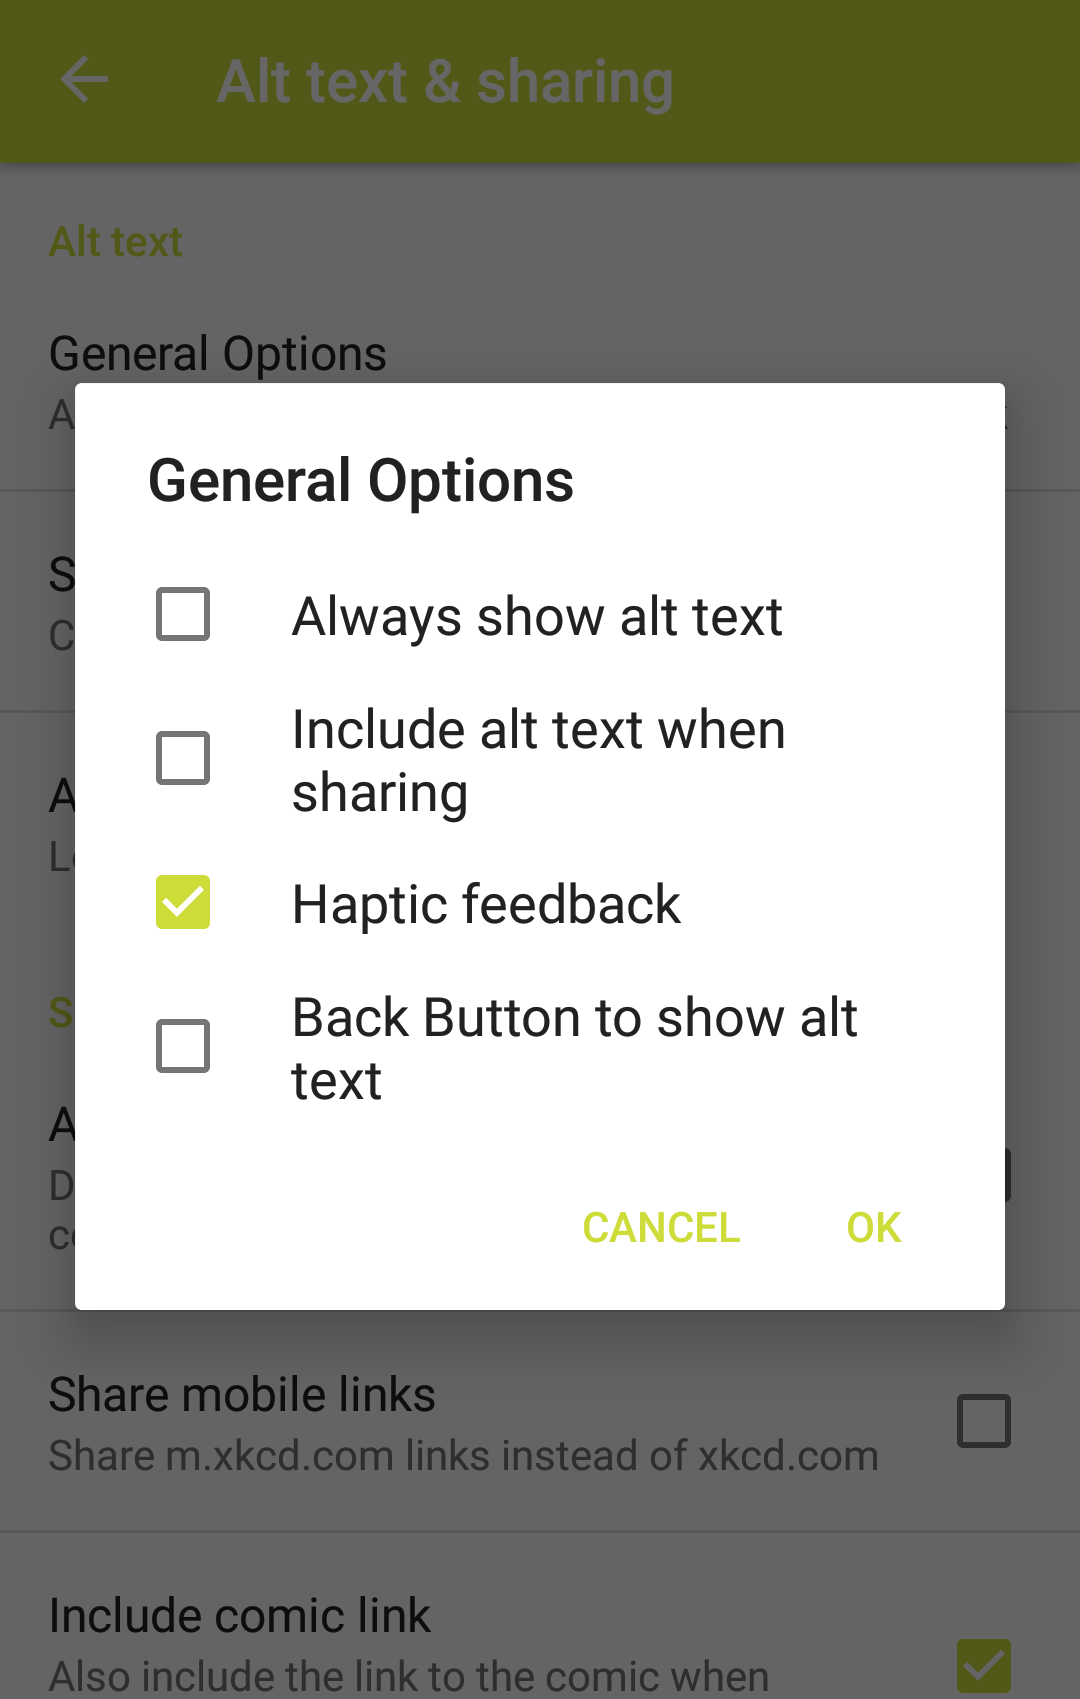 Alt text & sharing
Alt text
General Options
General Options
Always show alt text
Include alt text when
sharing
Haptic feedback
Back Button to show alt
text
CANCEL OK
Share mobile links
Share m.xkcd.com links instead of xkcd.com
Include comic link
Also include the link to the comic when